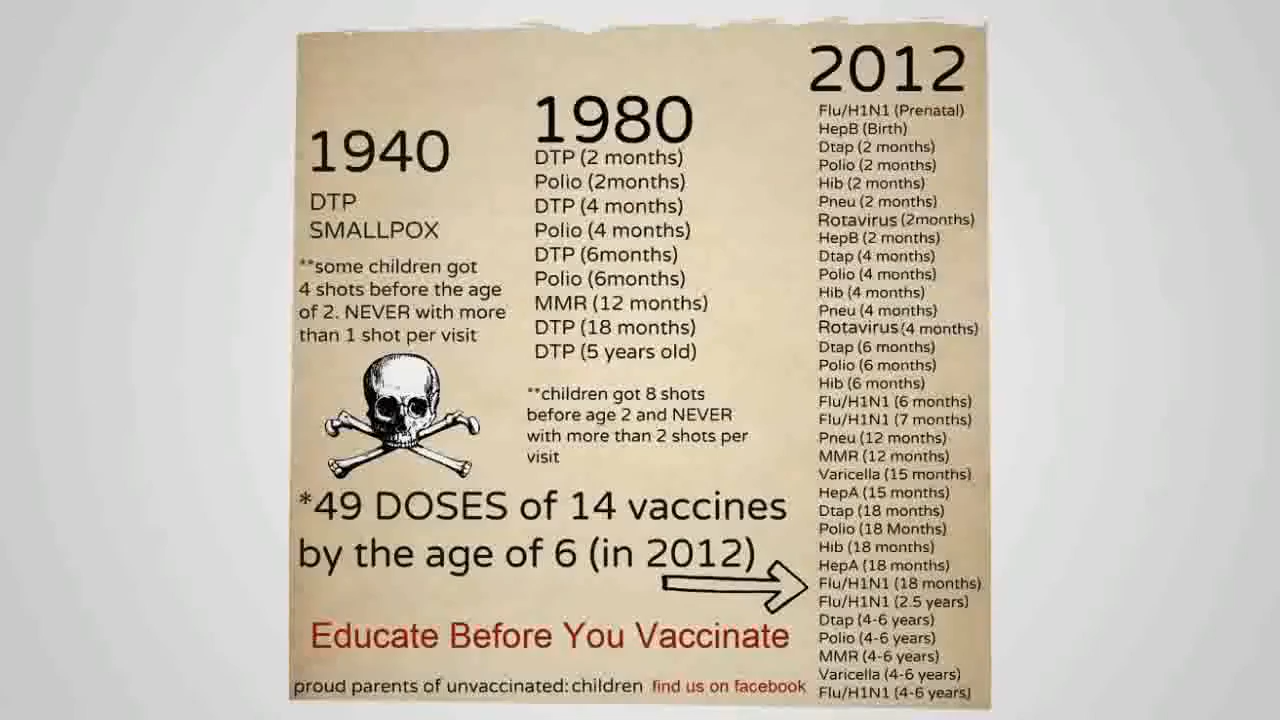 1940
DTP
SMALLPOX
**some children got
4 shots before the age
of 2. NEVER with more
than 1 shot per visit
1980
DTP (2 months)
Polio (2months)
DTP (4 months)
Polio (4 months)
DTP (6months)
Polio (6months)
MMR (12 months)
DTP (18 months)
DTP (5 years old)
**children got 8 shots
before age 2 and NEVER
with more than 2 shots per
visit
*49 DOSES of 14 vaccines
by the age of 6 (in 2012)
Educate Before You Vaccinate
proud parents of unvaccinated: children find us on facebook
2012
Flu/H1N1 (Prenatal)
HepB (Birth)
Dtap (2 months)
Polio (2 months)
Hib (2 months)
Pneu (2 months)
Rotavirus (2months)
HepB (2 months)
Dtap (4 months)
Polio (4 months)
Hib (4 months)
Pneu (4 months)
Rotavirus (4 months)
Dtap (6 months)
Polio (6 months)
Hib (6 months)
Flu/H1N1 (6 months)
Flu/H1N1 (7 months)
Pneu (12 months)
MMR (12 months)
Varicella (15 months)
HepA (15 months)
Dtap (18 months)
Polio (18 Months)
Hib (18 months)
HepA (18 months)
Flu/H1N1 (18 months)
Flu/H1N1 (2.5 years)
Dtap (4-6 years)
Polio (4-6 years)
MMR (4-6 years)
Varicella (4-6 years)
Flu/H1N1 (4-6 years)